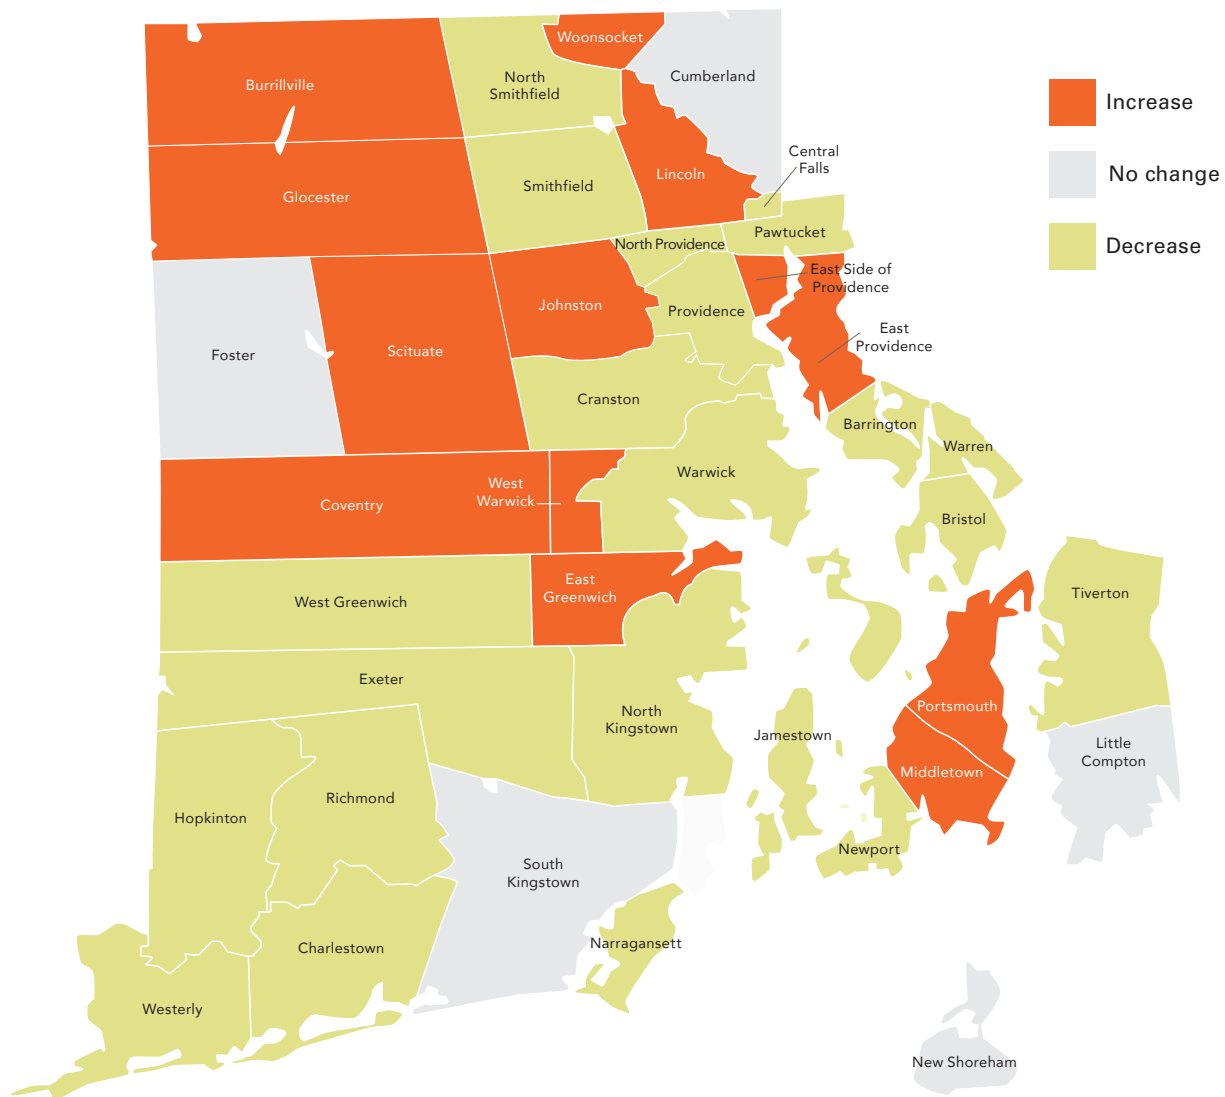 Woonsocket
Cumberland
Burrillville
North
Smithfield
Increase
Central
Falls
No change
Lincoln
Smithfield
Glocester
Pawtucket
North Providence
Decrease
East Side of
Providence
Johnston
Providence
East
Providence
Foster
Scituate
Cranston
Barrington
Warren
Warwick
West
Warwick
Coventry
Bristol
East
Greenwich
West Greenwich
Tiverton
Exeter
Portsmouth
North
Kingstown
Jamestown
Little
Compton
Middletown
Richmond
Hopkinton
Newport
South
Kingstown
Narragansett
Charlestown
Westerly
New Shoreham